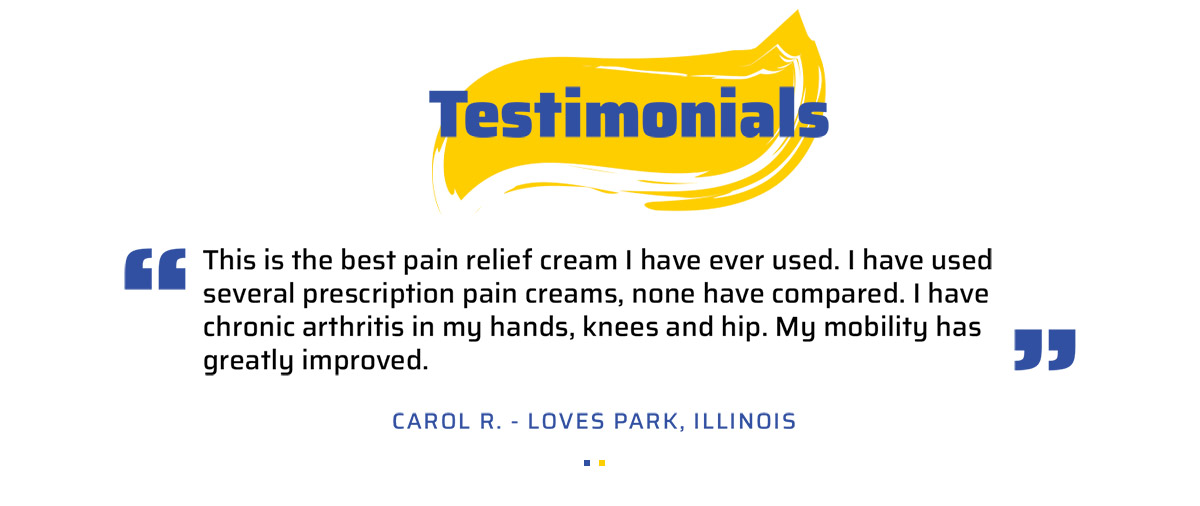 Testimonials
“
This is the best pain relief cream I have ever used. I have used
several prescription pain creams, none have compared. I have
chronic arthritis in my hands, knees and hip. My mobility has
greatly improved.
”
CAROL R. - LOVES PARK, ILLINOIS